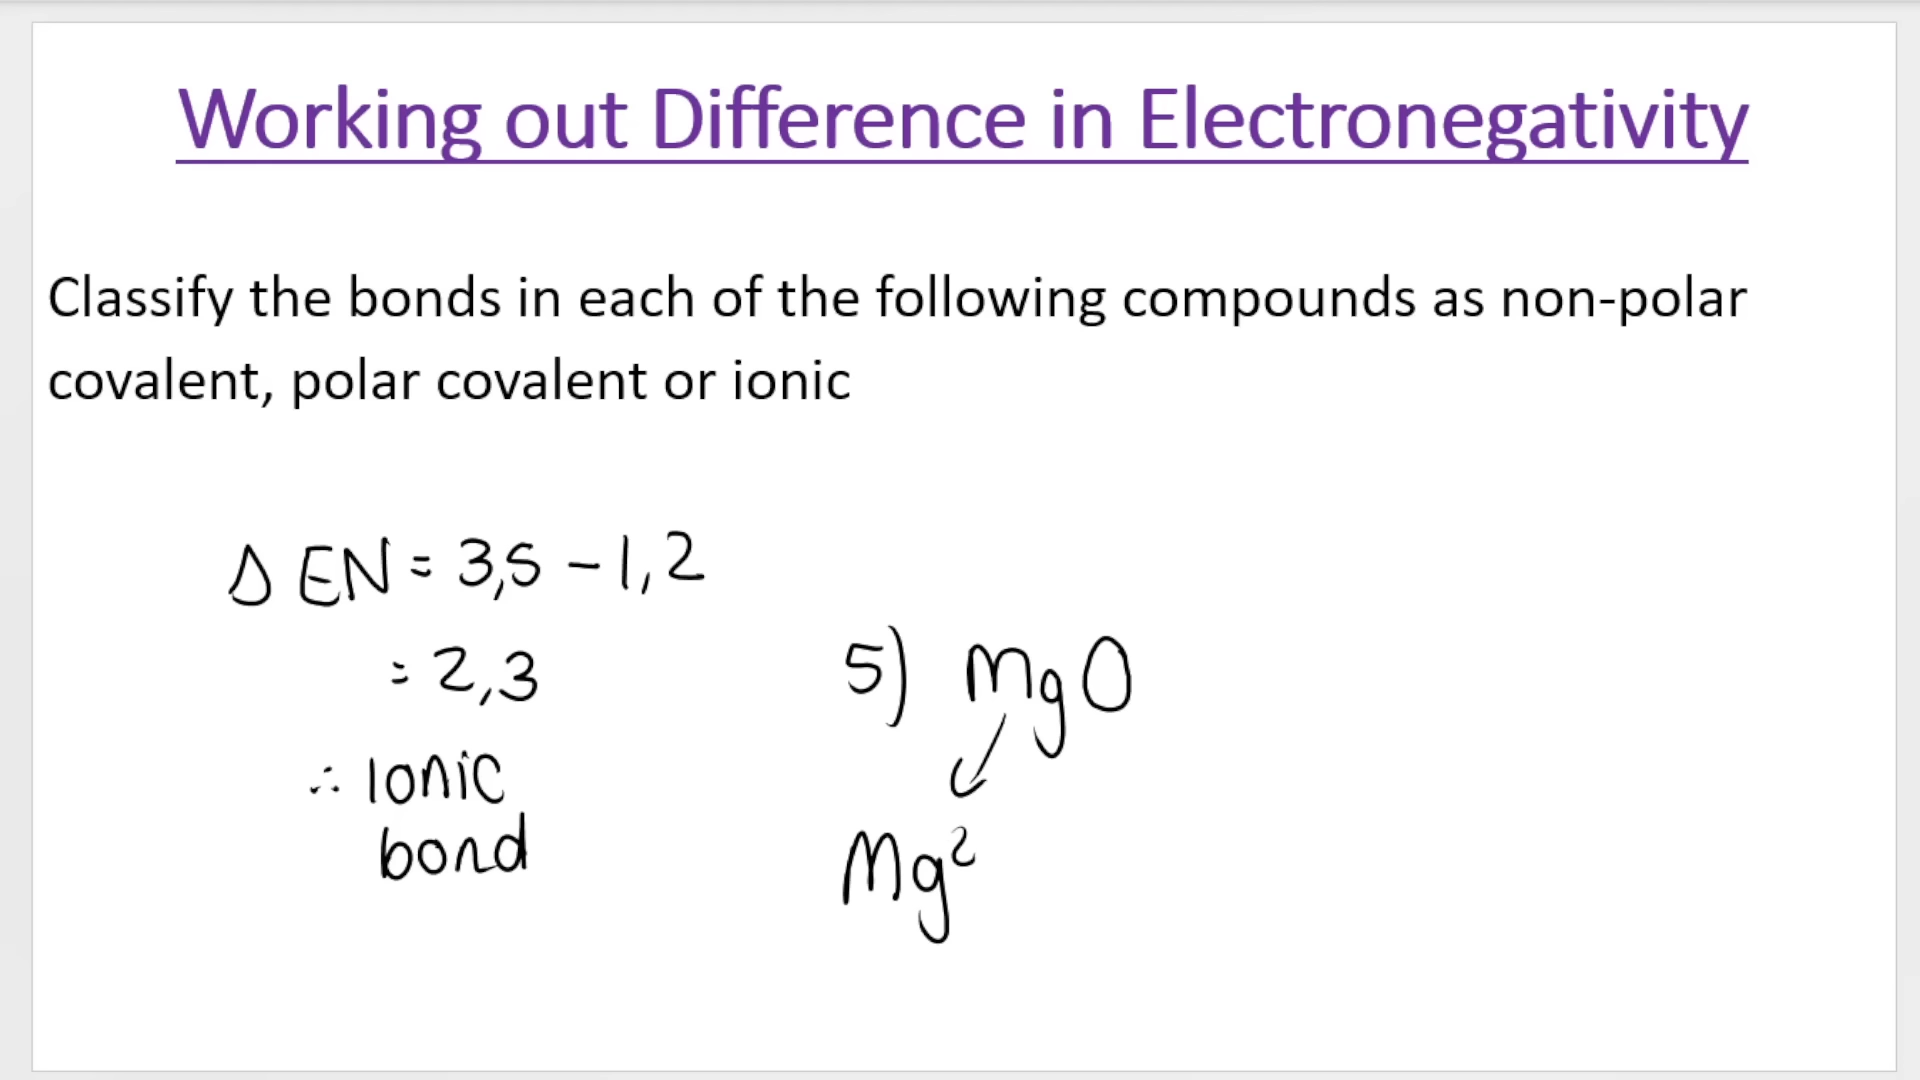 Working out Difference in Electronegativity
Classify the bonds in each of the following compounds as non-polar
covalent, polar covalent or ionic
Δ EN = 3,5 - 1,2
= 2,3
∴ Ionic
bond
5) MgO
Mg²